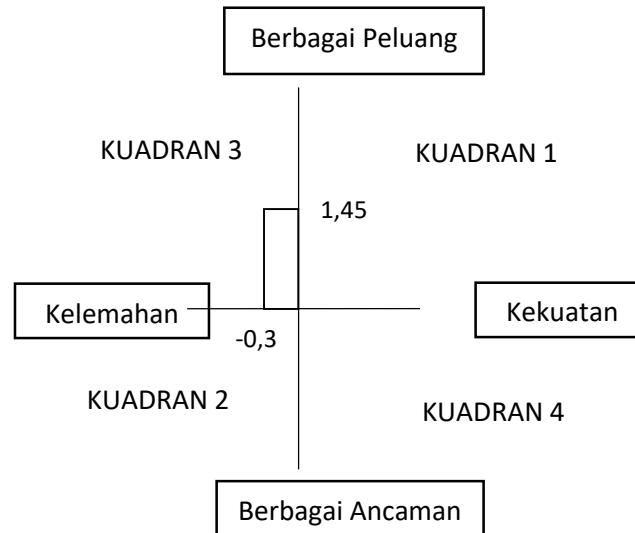 Berbagai Peluang
KUADRAN 3
KUADRAN 1
1,45
Kelemahan
Kekuatan
-0,3
KUADRAN 2
KUADRAN 4
Berbagai Ancaman